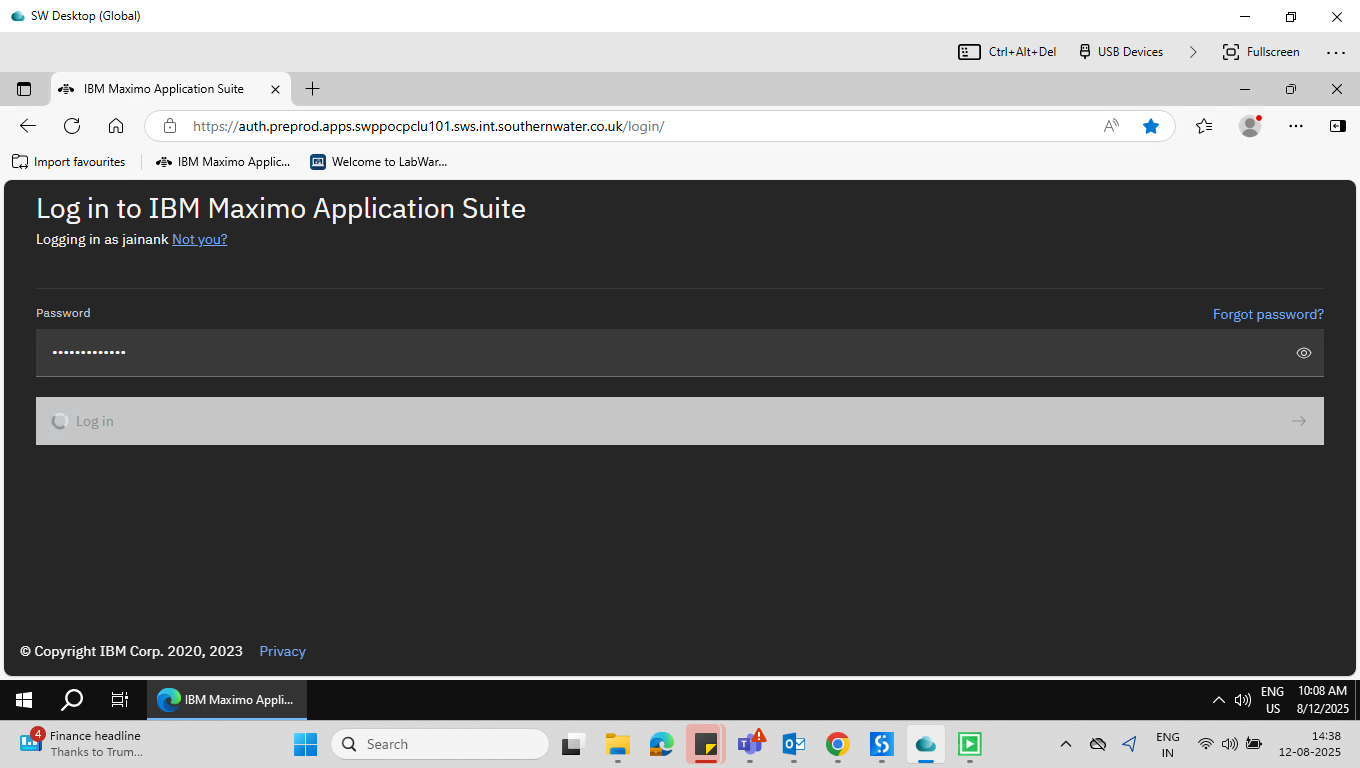 SW Desktop (Global)
Ctrl+Alt+Del
USB Devices
Fullscreen
IBM Maximo Application Suite
https://auth.preprod.apps.swppocpclu101.sws.int.southernwater.co.uk/login/
Import favourites
IBM Maximo Applic...
Welcome to LabWar...
Log in to IBM Maximo Application Suite
Logging in as jainank Not you?
Password
Forgot password?
•••••••••••••
Log in
© Copyright IBM Corp. 2020, 2023 Privacy
IBM Maximo Appli...
ENG
US
10:08 AM
8/12/2025
4
Finance headline
Thanks to Trum...
Search
ENG
IN
14:38
12-08-2025